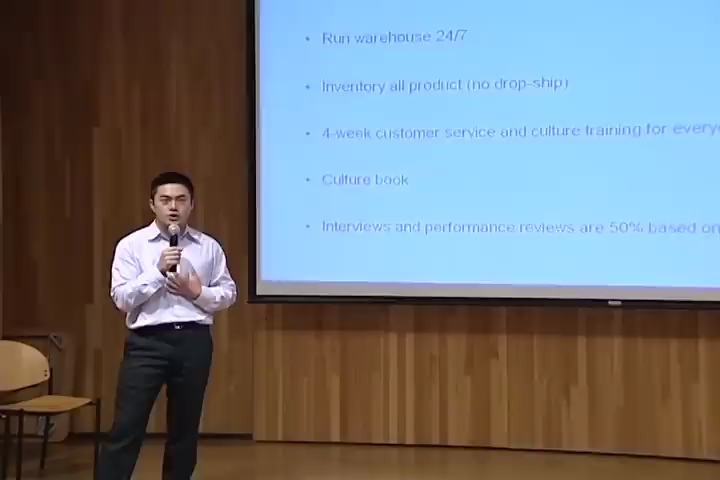 • Run warehouse 24/7
• Inventory all product (no drop-ship)
• 4-week customer service and culture training for every
• Culture book
• Interviews and performance reviews are 50% based on